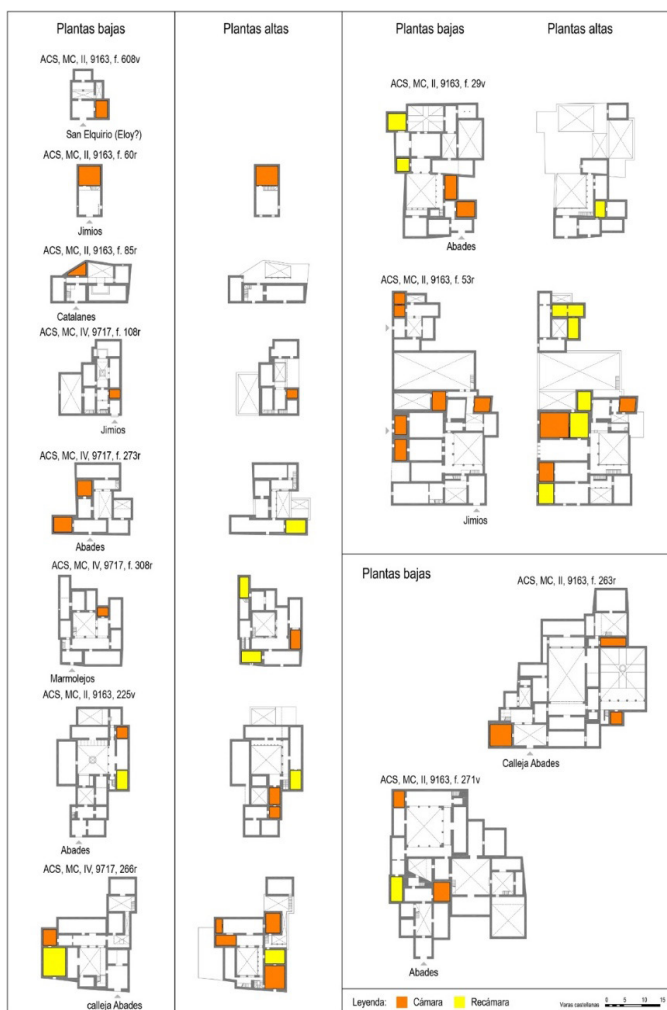 Plantas bajas
Plantas altas
ACS, MC, II, 9163, f. 608v
San Elquirio (Eloy?)
ACS, MC, II, 9163, f. 60r
Jimios
ACS, MC, II, 9163, f. 85r
Catalanes
ACS, MC, IV, 9717, f. 108r
Jimios
ACS, MC, IV, 9717, f. 273r
Abades
ACS, MC, IV, 9717, f. 308r
Marmolejos
ACS, MC, II, 9163, 225v
Abades
ACS, MC, IV, 9717, 266r
calleja Abades
Plantas bajas
Plantas altas
ACS, MC, II, 9163, f. 29v
Abades
ACS, MC, II, 9163, f. 53r
Jimios
Plantas bajas
ACS, MC, II, 9163, f. 263r
Calleja Abades
ACS, MC, II, 9163, f. 271v
Abades
Leyenda: Cámara Recámara Varas castellanas 0 5 10 15